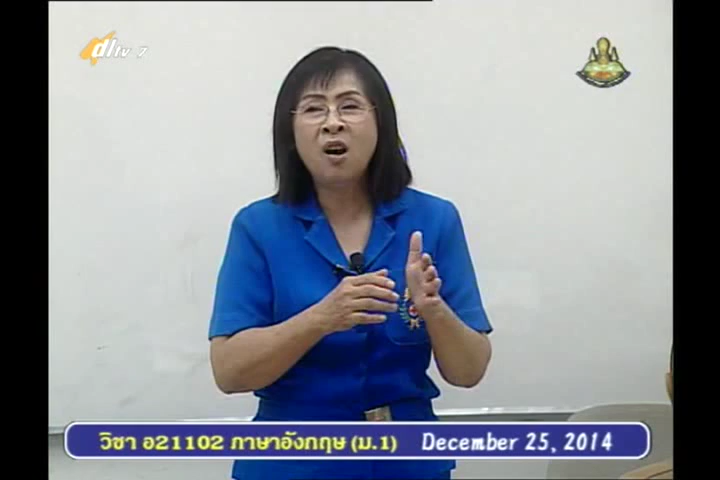 dltv 7
วิชา อ21102 ภาษาอังกฤษ (ม.1) December 25, 2014